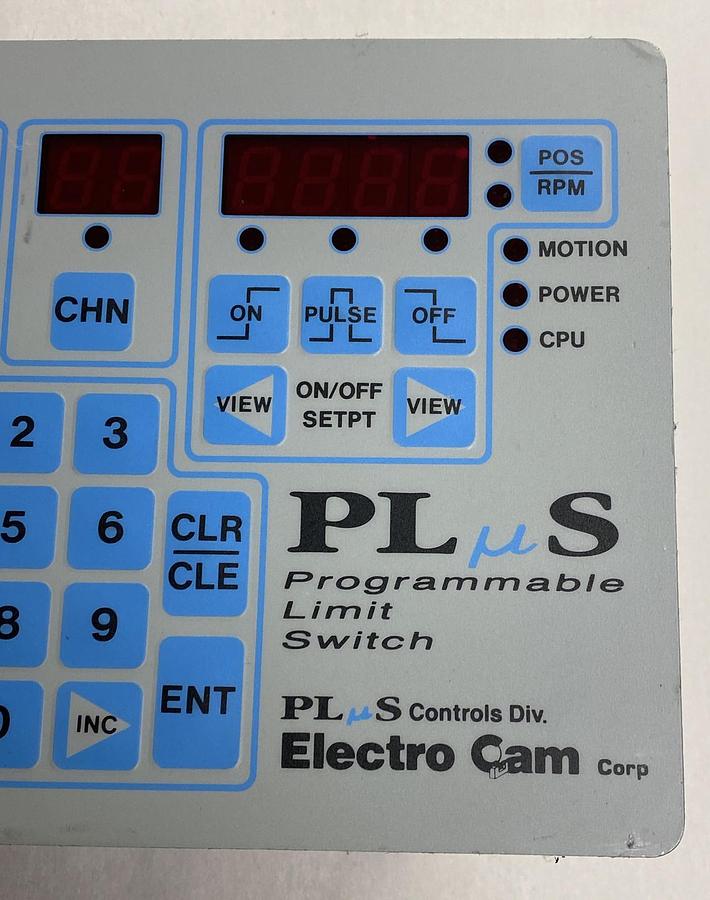 POS
RPM
MOTION
POWER
CPU
CHN
ON
PULSE
OFF
VIEW
ON/OFF
SETPT
VIEW
2
3
5
6
CLR
CLE
8
9
ENT
0
INC
PLµS
Programmable
Limit
Switch
PLµS Controls Div.
Electro Cam Corp